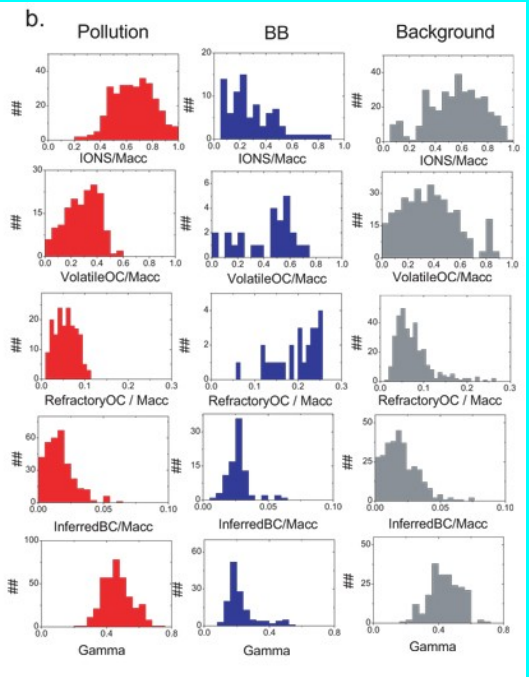 b.
Pollution BB Background
## 40 20 0 0.0 0.2 0.4 0.6 0.8 1.0 IONS/Macc
## 20 15 10 5 0 0.0 0.2 0.4 0.6 0.8 1.0 IONS/Macc
## 50 25 0 0.0 0.2 0.4 0.6 0.8 1.0 IONS/Macc
## 30 15 0 0.0 0.2 0.4 0.6 0.8 1.0 VolatileOC/Macc
## 6 4 2 0 0.0 0.2 0.4 0.6 0.8 1.0 VolatileOC/Macc
## 30 20 10 0 0.0 0.2 0.4 0.6 0.8 1.0 VolatileOC/Macc
## 20 10 0 0.0 0.1 0.2 0.3 RefractoryOC / Macc
## 4 2 0 0.0 0.1 0.2 0.3 RefractoryOC / Macc
## 40 20 0 0.0 0.1 0.2 0.3 RefractoryOC / Macc
## 60 30 0 0.00 0.05 0.10 InferredBC/Macc
## 30 15 0 0.00 0.05 0.10 InferredBC/Macc
## 50 25 0 0.00 0.05 0.10 InferredBC/Macc
## 100 50 0 0.0 0.4 0.8 Gamma
## 60 40 20 0 0.0 0.4 0.8 Gamma
## 50 25 0 0.0 0.4 0.8 Gamma